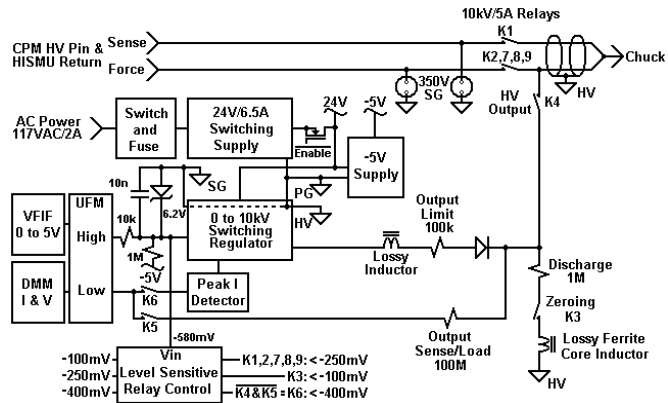 10kV/5A Relays
CPM HV Pin &
HISMU Return
Sense
Force
K1
K2,7,8,9
Chuck
HV
350V
SG
HV
Output
K4
AC Power
117VAC/2A
Switch
and
Fuse
24V/6.5A
Switching
Supply
Enable
24V
-5V
-5V
Supply
SG
PG
HV
10n
6.2V
VFIF
0 to 5V
UFM
High
Low
10k
1M
-5V
0 to 10kV
Switching
Regulator
Lossy
Inductor
Output
Limit
100k
DMM
I & V
K6
K5
Peak I
Detector
Discharge
1M
Zeroing
K3
Lossy Ferrite
Core Inductor
HV
Output
Sense/Load
100M
-580mV
-100mV
-250mV
-400mV
Vin
Level Sensitive
Relay Control
K1,2,7,8,9:<-250mV
K3:<-100mV
K4&K5=K6:<-400mV